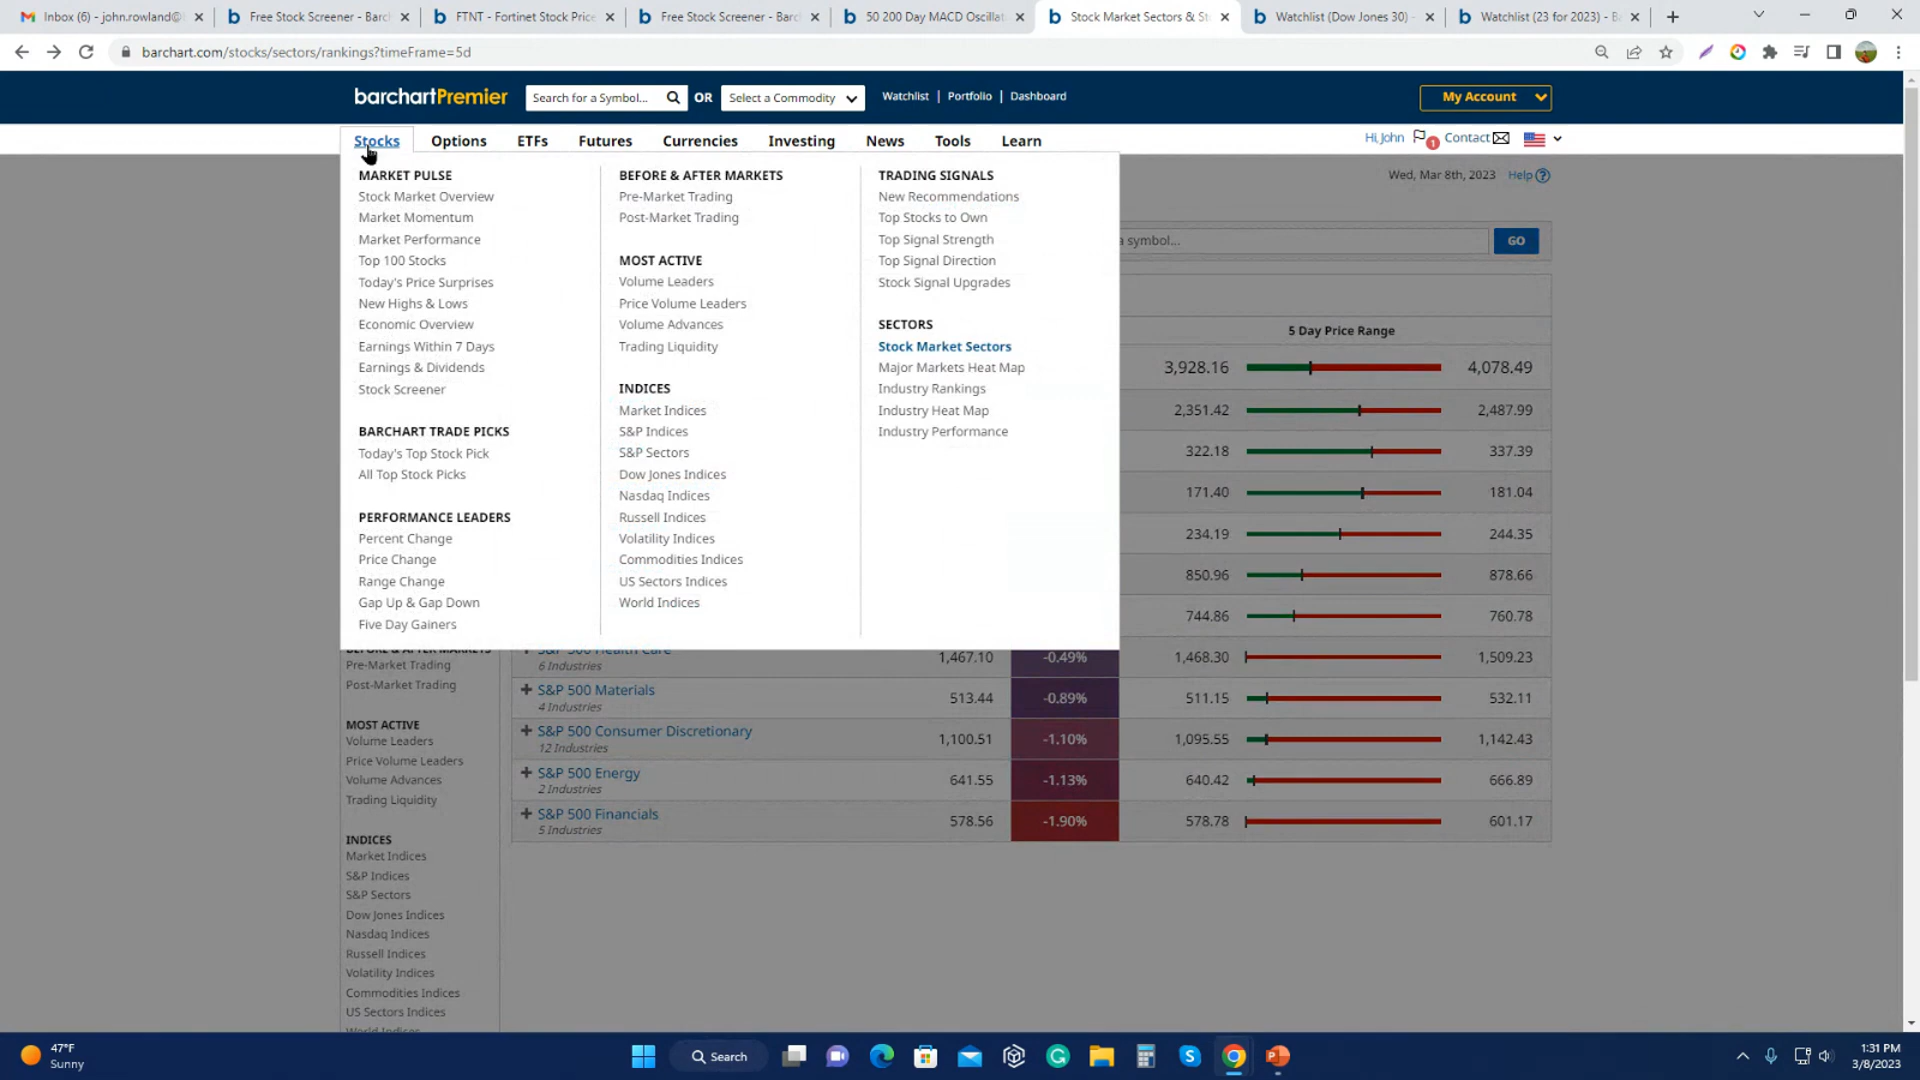 Inbox (6) - john.rowland@
Free Stock Screener - Barch
FTNT - Fortinet Stock Price
Free Stock Screener - Barch
50 200 Day MACD Oscillat
Stock Market Sectors & St
Watchlist (Dow Jones 30) -
Watchlist (23 for 2023) - B
barchart.com/stocks/sectors/rankings?timeFrame=5d
barchartPremier
Search for a Symbol...
OR
Select a Commodity
Watchlist | Portfolio | Dashboard
My Account
Stocks Options ETFs Futures Currencies Investing News Tools Learn
Hi, John 1 Contact
Wed, Mar 8th, 2023 Help ?
MARKET PULSE
Stock Market Overview
Market Momentum
Market Performance
Top 100 Stocks
Today's Price Surprises
New Highs & Lows
Economic Overview
Earnings Within 7 Days
Earnings & Dividends
Stock Screener
BARCHART TRADE PICKS
Today's Top Stock Pick
All Top Stock Picks
PERFORMANCE LEADERS
Percent Change
Price Change
Range Change
Gap Up & Gap Down
Five Day Gainers
BEFORE & AFTER MARKETS
Pre-Market Trading
Post-Market Trading
MOST ACTIVE
Volume Leaders
Price Volume Leaders
Volume Advances
Trading Liquidity
INDICES
Market Indices
S&P Indices
S&P Sectors
Dow Jones Indices
Nasdaq Indices
Russell Indices
Volatility Indices
Commodities Indices
US Sectors Indices
World Indices
TRADING SIGNALS
New Recommendations
Top Stocks to Own
Top Signal Strength
Top Signal Direction
Stock Signal Upgrades
SECTORS
Stock Market Sectors
Major Markets Heat Map
Industry Rankings
Industry Heat Map
Industry Performance
a symbol...
GO
5 Day Price Range
3,928.16 4,078.49
2,351.42 2,487.99
322.18 337.39
171.40 181.04
234.19 244.35
850.96 878.66
744.86 760.78
S&P 500 Health Care
6 Industries
1,467.10 -0.49% 1,468.30 1,509.23
S&P 500 Materials
4 Industries
513.44 -0.89% 511.15 532.11
S&P 500 Consumer Discretionary
12 Industries
1,100.51 -1.10% 1,095.55 1,142.43
S&P 500 Energy
2 Industries
641.55 -1.13% 640.42 666.89
S&P 500 Financials
5 Industries
578.56 -1.90% 578.78 601.17
BEFORE & AFTER MARKETS
Pre-Market Trading
Post-Market Trading
MOST ACTIVE
Volume Leaders
Price Volume Leaders
Volume Advances
Trading Liquidity
INDICES
Market Indices
S&P Indices
S&P Sectors
Dow Jones Indices
Nasdaq Indices
Russell Indices
Volatility Indices
Commodities Indices
US Sectors Indices
World Indices
47°F
Sunny
Search
1:31 PM
3/8/2023